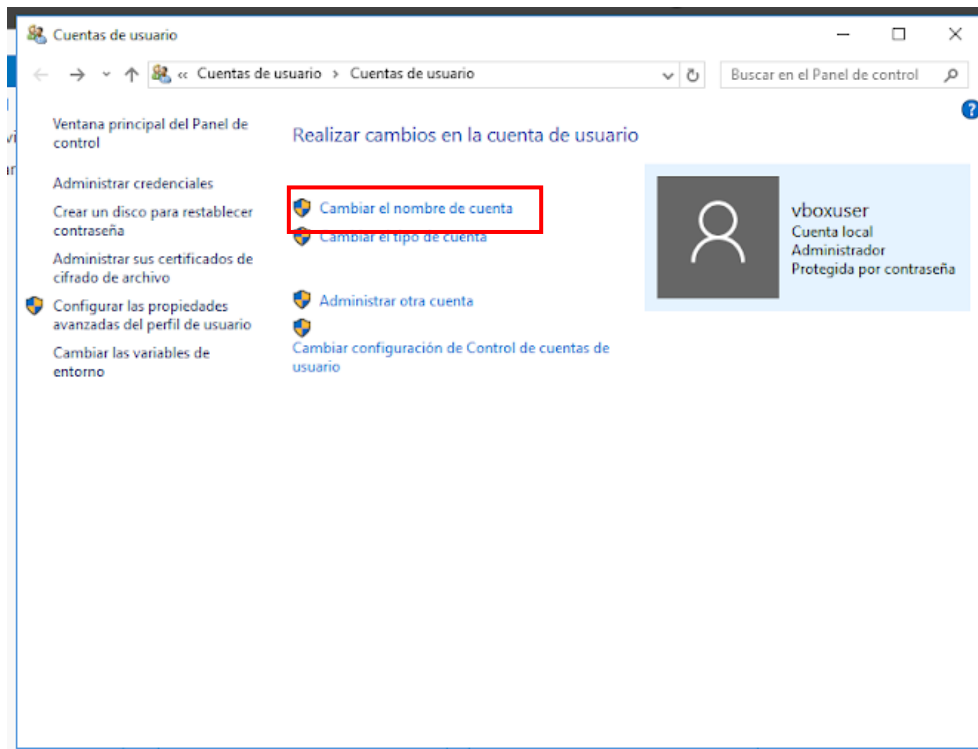 Cuentas de usuario
« Cuentas de usuario > Cuentas de usuario
Buscar en el Panel de control
?
Ventana principal del Panel de
control
Administrar credenciales
Crear un disco para restablecer
contraseña
Administrar sus certificados de
cifrado de archivo
Configurar las propiedades
avanzadas del perfil de usuario
Cambiar las variables de
entorno
Realizar cambios en la cuenta de usuario
Cambiar el nombre de cuenta
Cambiar el tipo de cuenta
Administrar otra cuenta
Cambiar configuración de Control de cuentas de
usuario
vboxuser
Cuenta local
Administrador
Protegida por contraseña